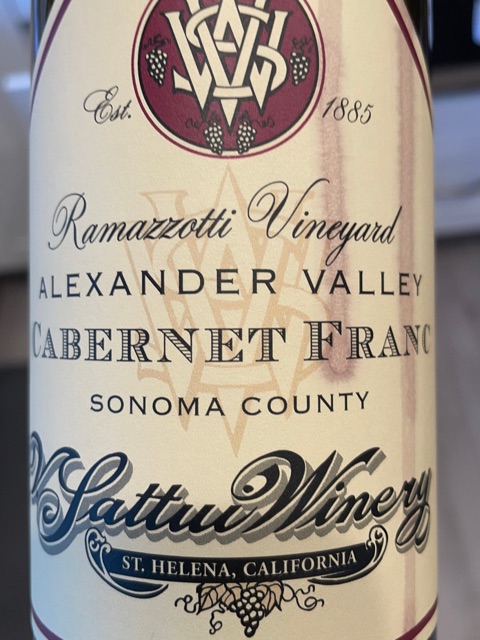 Est. 1885
Ramazzotti Vineyard
ALEXANDER VALLEY
CABERNET FRANC
SONOMA COUNTY
V. Sattui Winery
ST. HELENA, CALIFORNIA